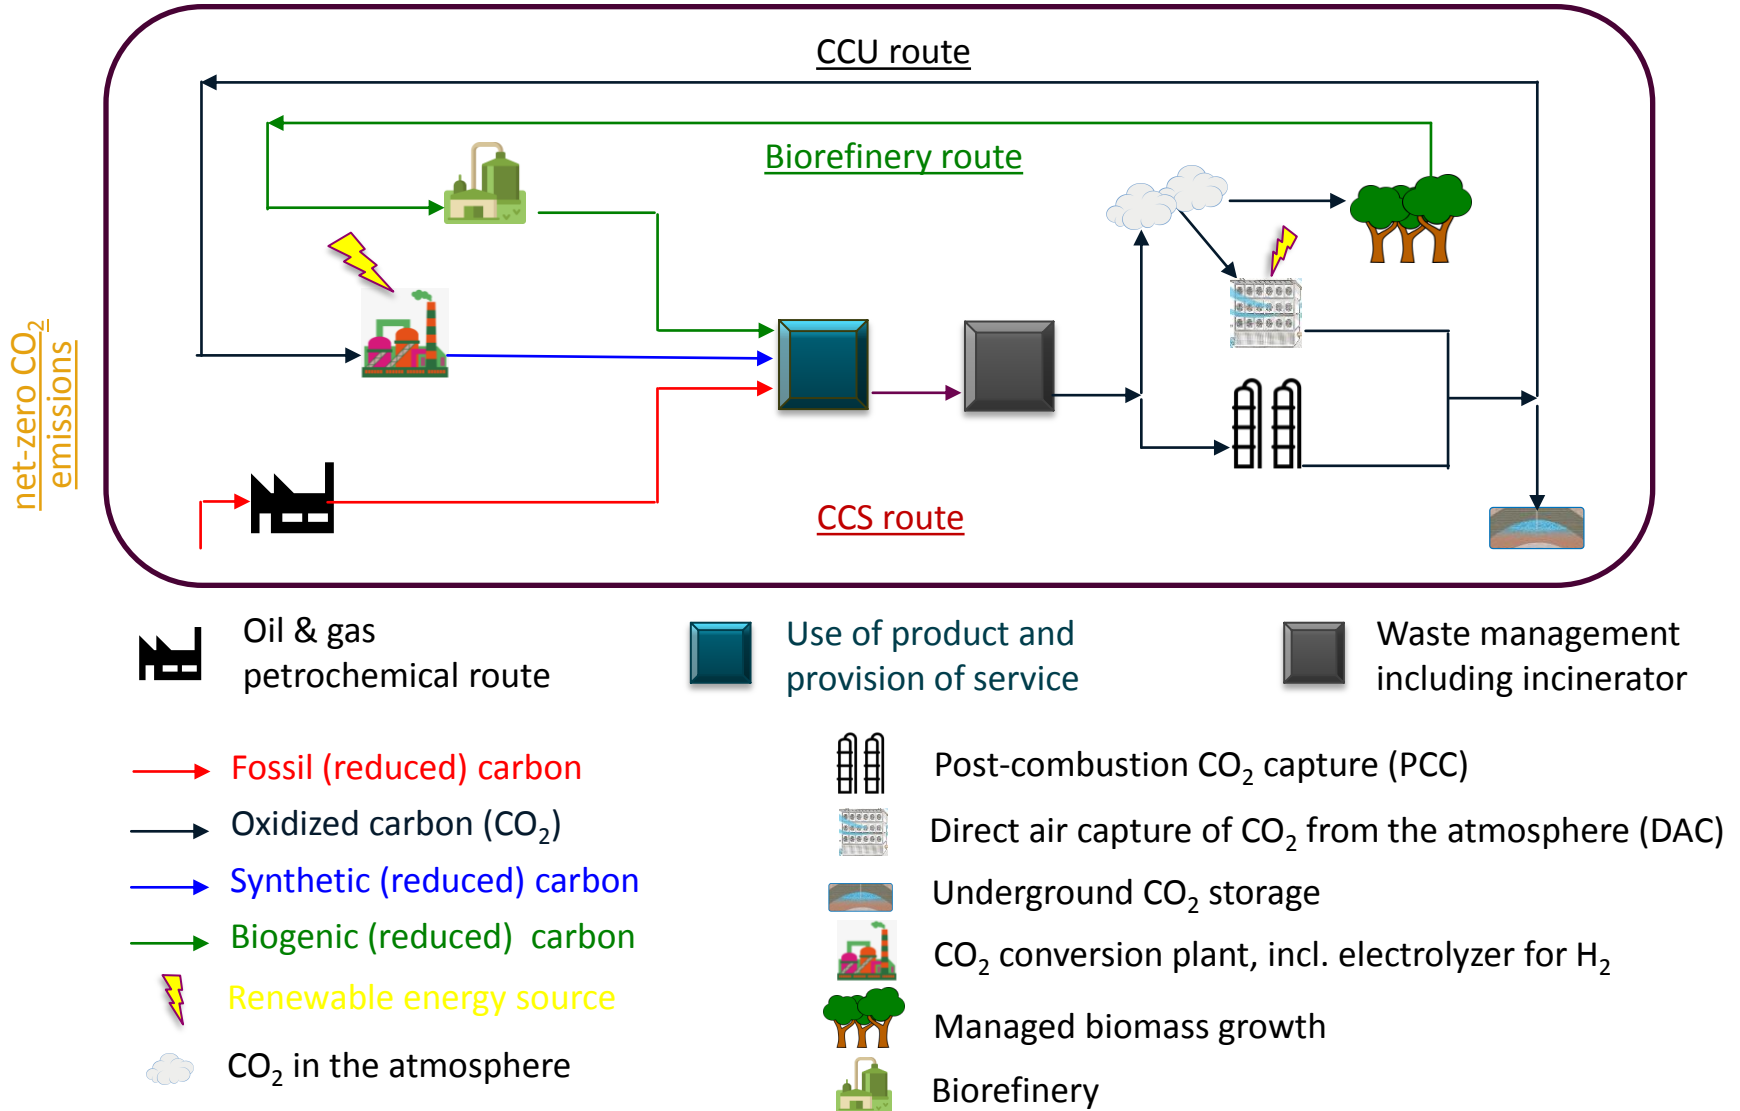 CCU route
Biorefinery route
net-zero CO₂
emissions
CCS route
Oil & gas
petrochemical route
Use of product and
provision of service
Waste management
including incinerator
Fossil (reduced) carbon
Oxidized carbon (CO₂)
Synthetic (reduced) carbon
Biogenic (reduced) carbon
Renewable energy source
CO₂ in the atmosphere
Post-combustion CO₂ capture (PCC)
Direct air capture of CO₂ from the atmosphere (DAC)
Underground CO₂ storage
CO₂ conversion plant, incl. electrolyzer for H₂
Managed biomass growth
Biorefinery